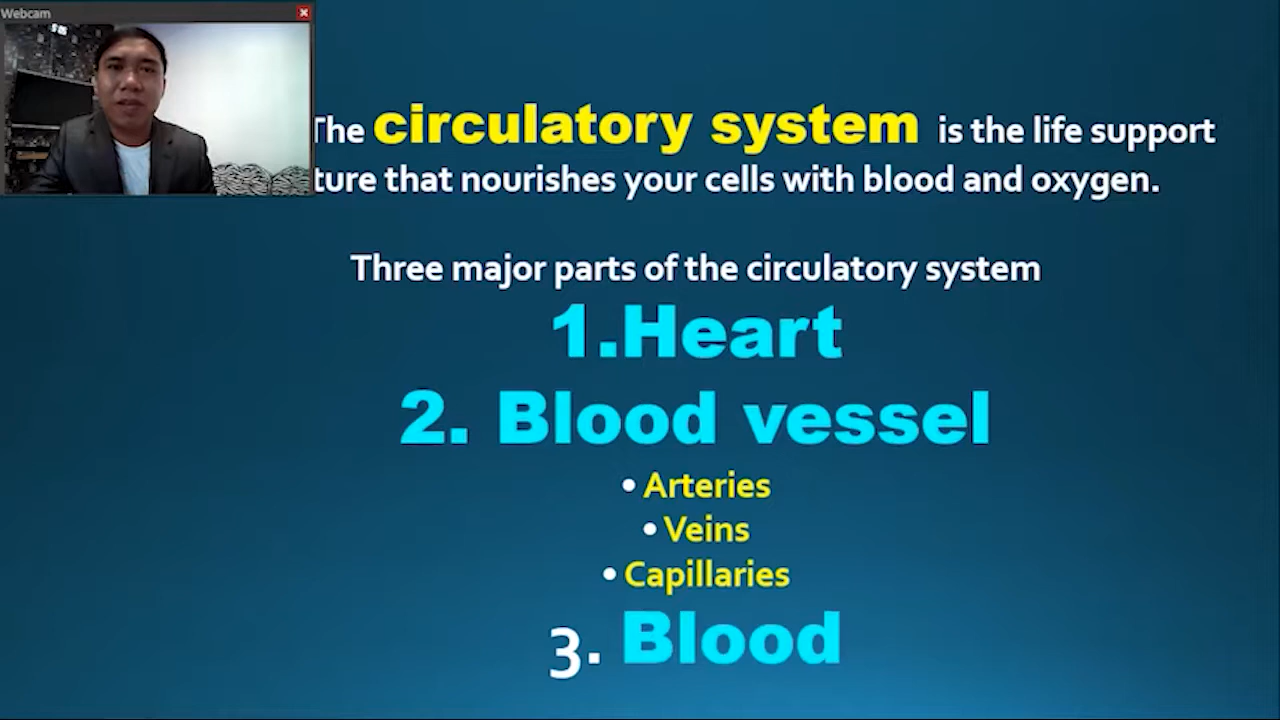 Webcam
The circulatory system is the life support
ture that nourishes your cells with blood and oxygen.
Three major parts of the circulatory system
1.Heart
2. Blood vessel
• Arteries
• Veins
• Capillaries
3. Blood